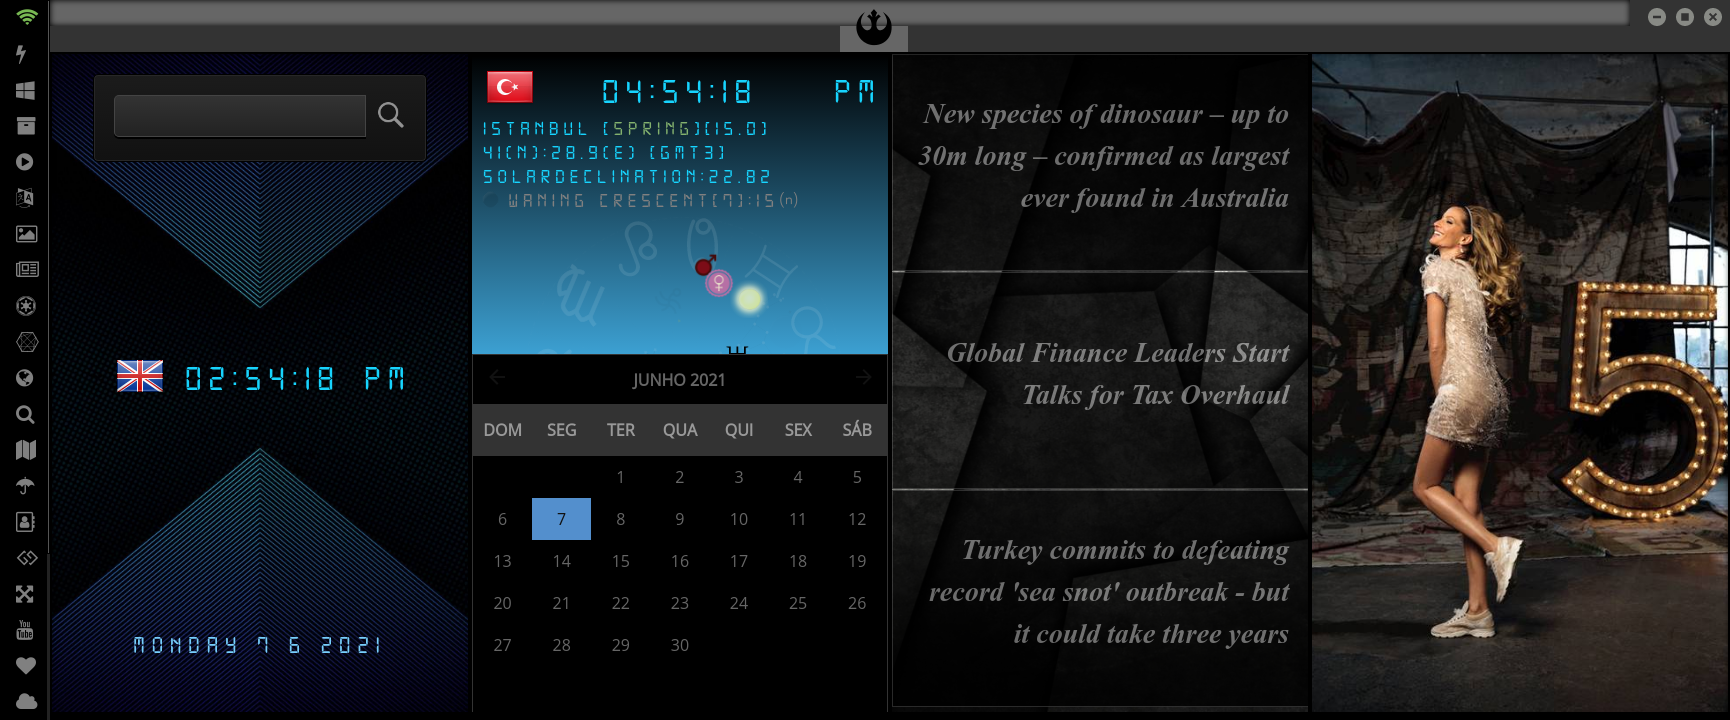 02:54:18 PM
MONDAY 7 6 2021
04:54:18 PM
ISTANBUL [SPRING](15.0)
41(N):28.9(E) [GMT3]
SOLARDECLINATION:22.82
WANING CRESCENT[7]:15(n)
JUNHO 2021
DOM SEG TER QUA QUI SEX SÁB
1 2 3 4 5
6 7 8 9 10 11 12
13 14 15 16 17 18 19
20 21 22 23 24 25 26
27 28 29 30
New species of dinosaur – up to
30m long – confirmed as largest
ever found in Australia
Global Finance Leaders Start
Talks for Tax Overhaul
Turkey commits to defeating
record 'sea snot' outbreak - but
it could take three years
You
Tube
5